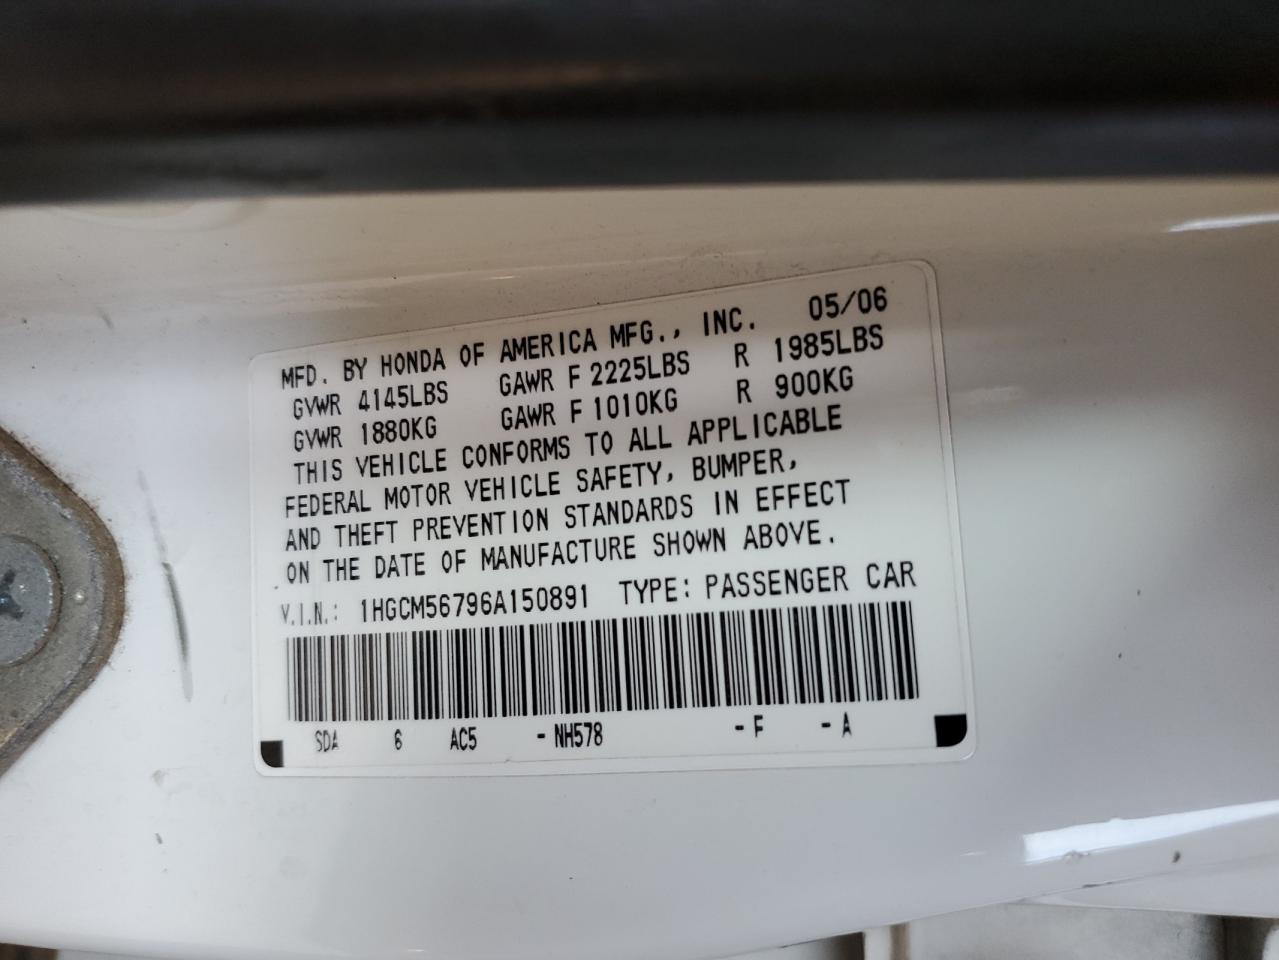 MFD. BY HONDA OF AMERICA MFG., INC. 05/06
GVWR 4145LBS GAWR F 2225LBS R 1985LBS
GVWR 1880KG GAWR F 1010KG R 900KG
THIS VEHICLE CONFORMS TO ALL APPLICABLE
FEDERAL MOTOR VEHICLE SAFETY, BUMPER,
AND THEFT PREVENTION STANDARDS IN EFFECT
ON THE DATE OF MANUFACTURE SHOWN ABOVE.
V.I.N.: 1HGCM56796A150891 TYPE: PASSENGER CAR
SDA 6 AC5 -NH578 -F -A